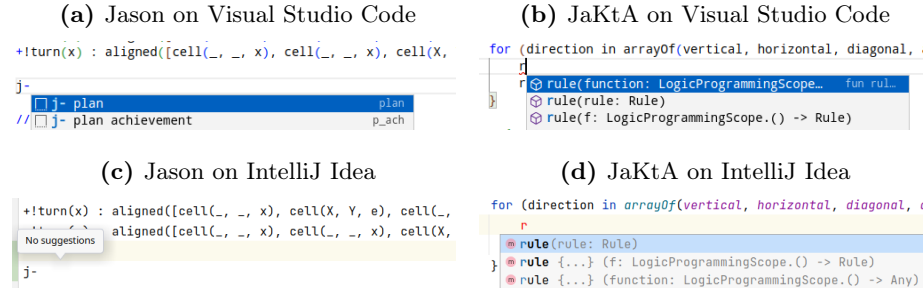 (a) Jason on Visual Studio Code
+!turn(x) : aligned([cell(_, _, x), cell(_, _, x), cell(X,
j-
j- plan plan
// j- plan achievement p_ach
(b) JaKtA on Visual Studio Code
for (direction in arrayOf(vertical, horizontal, diagonal,
r
r rule(function: LogicProgrammingScope… fun rul…
} rule(rule: Rule)
rule(f: LogicProgrammingScope.() -> Rule)
(c) Jason on IntelliJ Idea
+!turn(x) : aligned([cell(_, _, x), cell(X, Y, e), cell(_,
aligned([cell(_, _, x), cell(_, _, x), cell(X,
No suggestions
j-
(d) JaKtA on IntelliJ Idea
for (direction in arrayOf(vertical, horizontal, diagonal,
r
rule(rule: Rule)
} rule {...} (f: LogicProgrammingScope.() -> Rule)
rule {...} (function: LogicProgrammingScope.() -> Any)